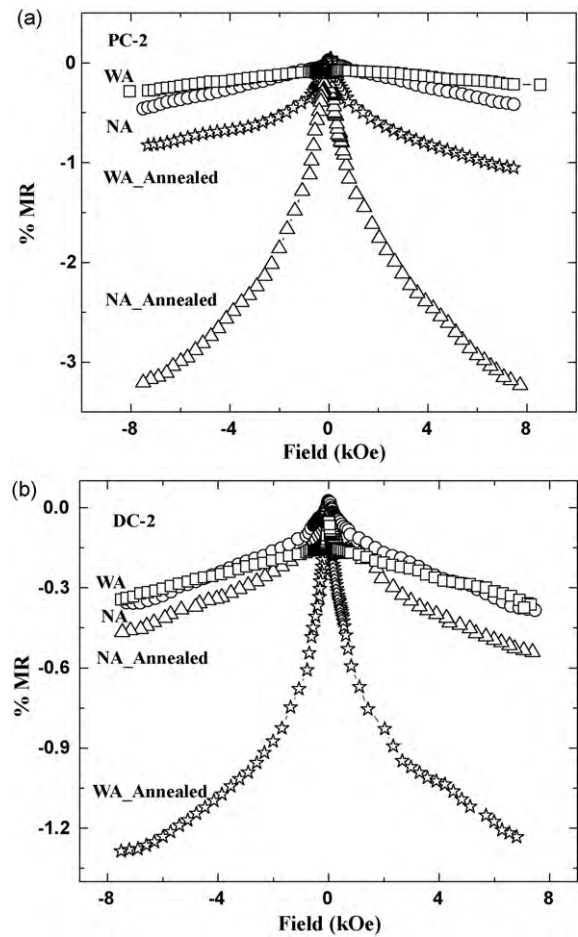 (a)
PC-2
WA
NA
WA_Annealed
NA_Annealed
% MR
0
-1
-2
-3
-8 -4 0 4 8
Field (kOe)
(b)
DC-2
WA
NA
NA_Annealed
WA_Annealed
% MR
0.0
-0.3
-0.6
-0.9
-1.2
-8 -4 0 4 8
Field (kOe)